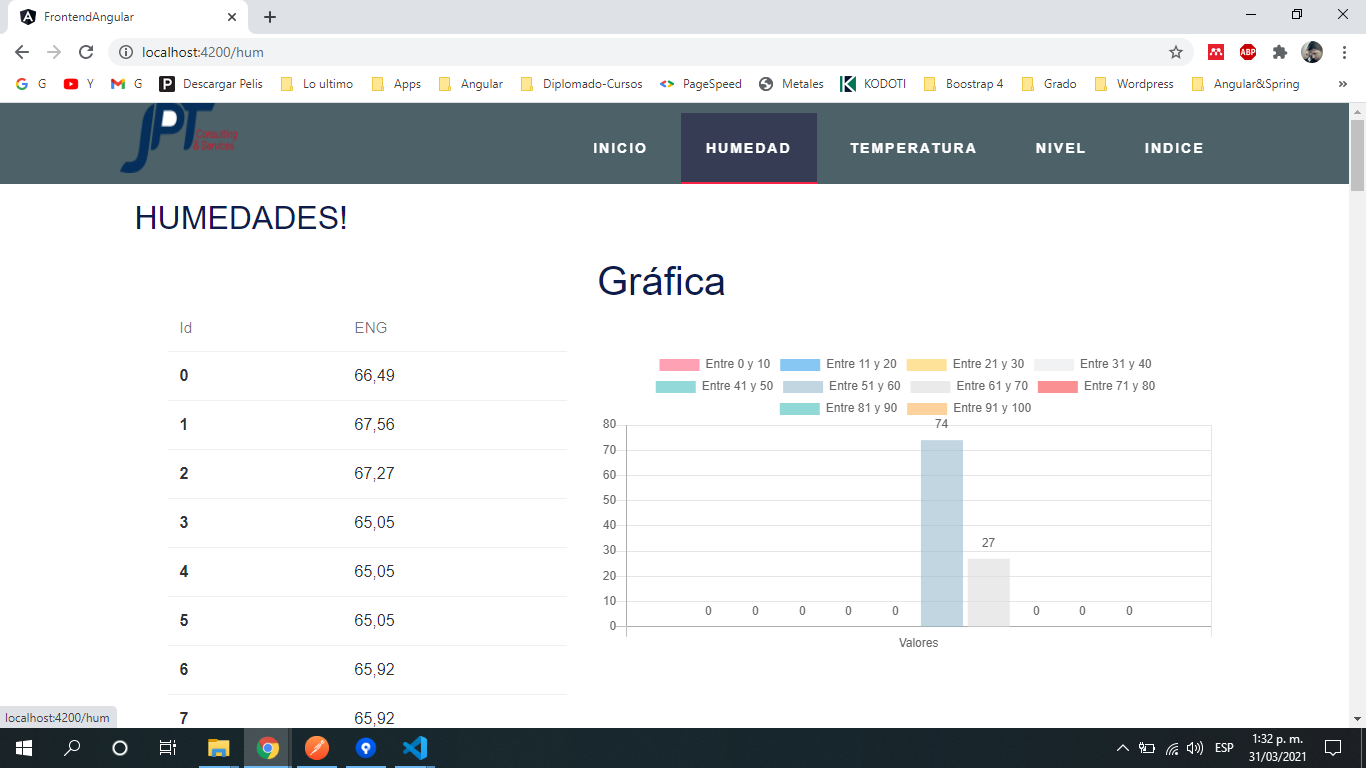 FrontendAngular
localhost:4200/hum
ABP
G G Y G Descargar Pelis Lo ultimo Apps Angular Diplomado-Cursos PageSpeed Metales KODOTI Boostrap 4 Grado Wordpress Angular&Spring »
JPT
Consulting
& Services
INICIO HUMEDAD TEMPERATURA NIVEL INDICE
HUMEDADES!
Id ENG
0 66,49
1 67,56
2 67,27
3 65,05
4 65,05
5 65,05
6 65,92
7 65,92
Gráfica
Entre 0 y 10 Entre 11 y 20 Entre 21 y 30 Entre 31 y 40
Entre 41 y 50 Entre 51 y 60 Entre 61 y 70 Entre 71 y 80
Entre 81 y 90 Entre 91 y 100
80
70
60
50
40
30
20
10
0
0 0 0 0 0 74 27 0 0 0
Valores
localhost:4200/hum
ESP
1:32 p. m.
31/03/2021